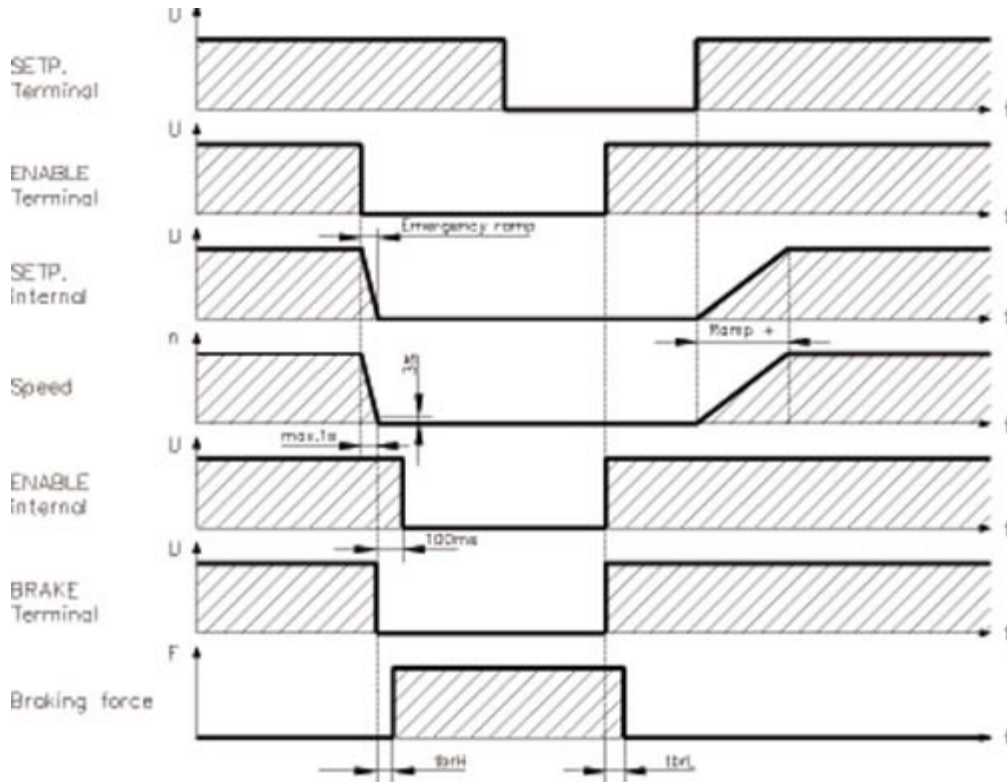 U
SETP.
Terminal
t
U
ENABLE
Terminal
t
Emergency ramp
U
SETP.
internal
t
Ramp +
n
Speed
t
max.1s
U
ENABLE
internal
t
100ms
U
BRAKE
Terminal
t
F
Braking force
t
tbrH
tbrL